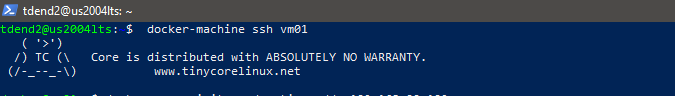 tdend2@us2004lts: ~
tdend2@us2004lts:~$ docker-machine ssh vm01
( '>')
/) TC (\ Core is distributed with ABSOLUTELY NO WARRANTY.
(/-_--_-\) www.tinycorelinux.net